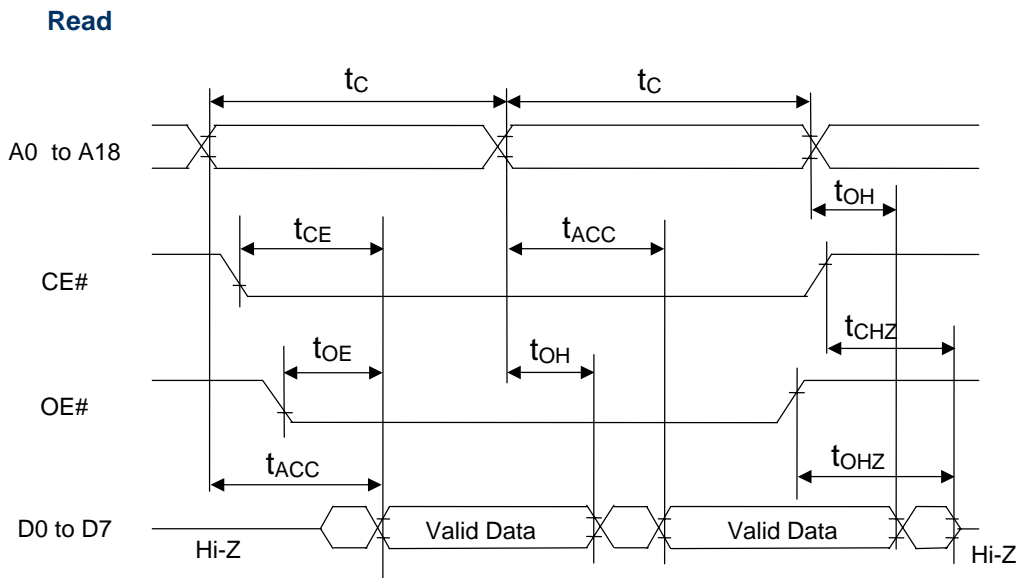 Read
tC tC
A0 to A18
tOH
tCE tACC
CE#
tCHZ
tOE tOH
OE#
tOHZ
tACC
D0 to D7 Valid Data Valid Data
Hi-Z Hi-Z